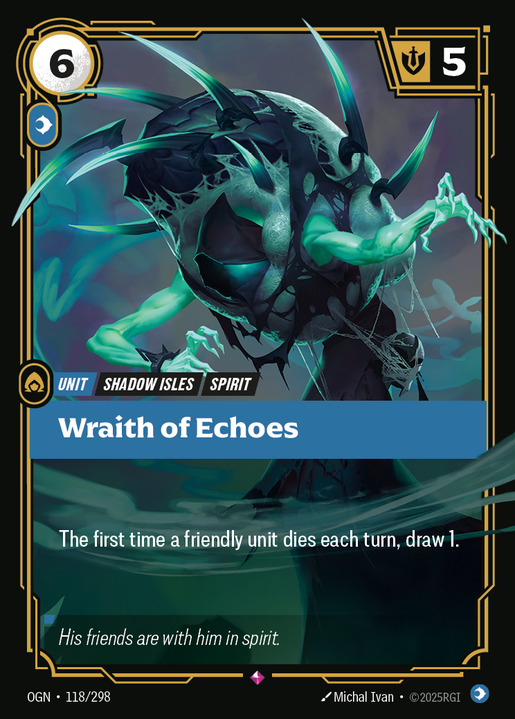 6
5
UNIT
SHADOW ISLES
SPIRIT
Wraith of Echoes
The first time a friendly unit dies each turn, draw 1.
His friends are with him in spirit.
OGN • 118/298
Michal Ivan • ©2025RGI